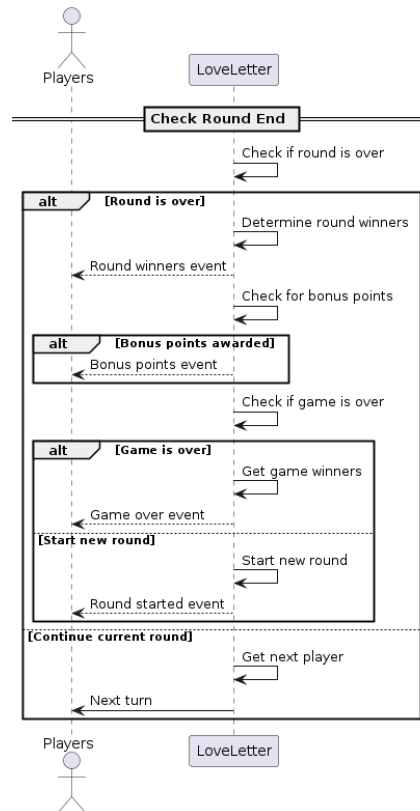 Players
LoveLetter
Check Round End
Check if round is over
alt [Round is over]
Determine round winners
Round winners event
Check for bonus points
alt [Bonus points awarded]
Bonus points event
Check if game is over
alt [Game is over]
Get game winners
Game over event
[Start new round]
Start new round
Round started event
[Continue current round]
Get next player
Next turn
Players
LoveLetter